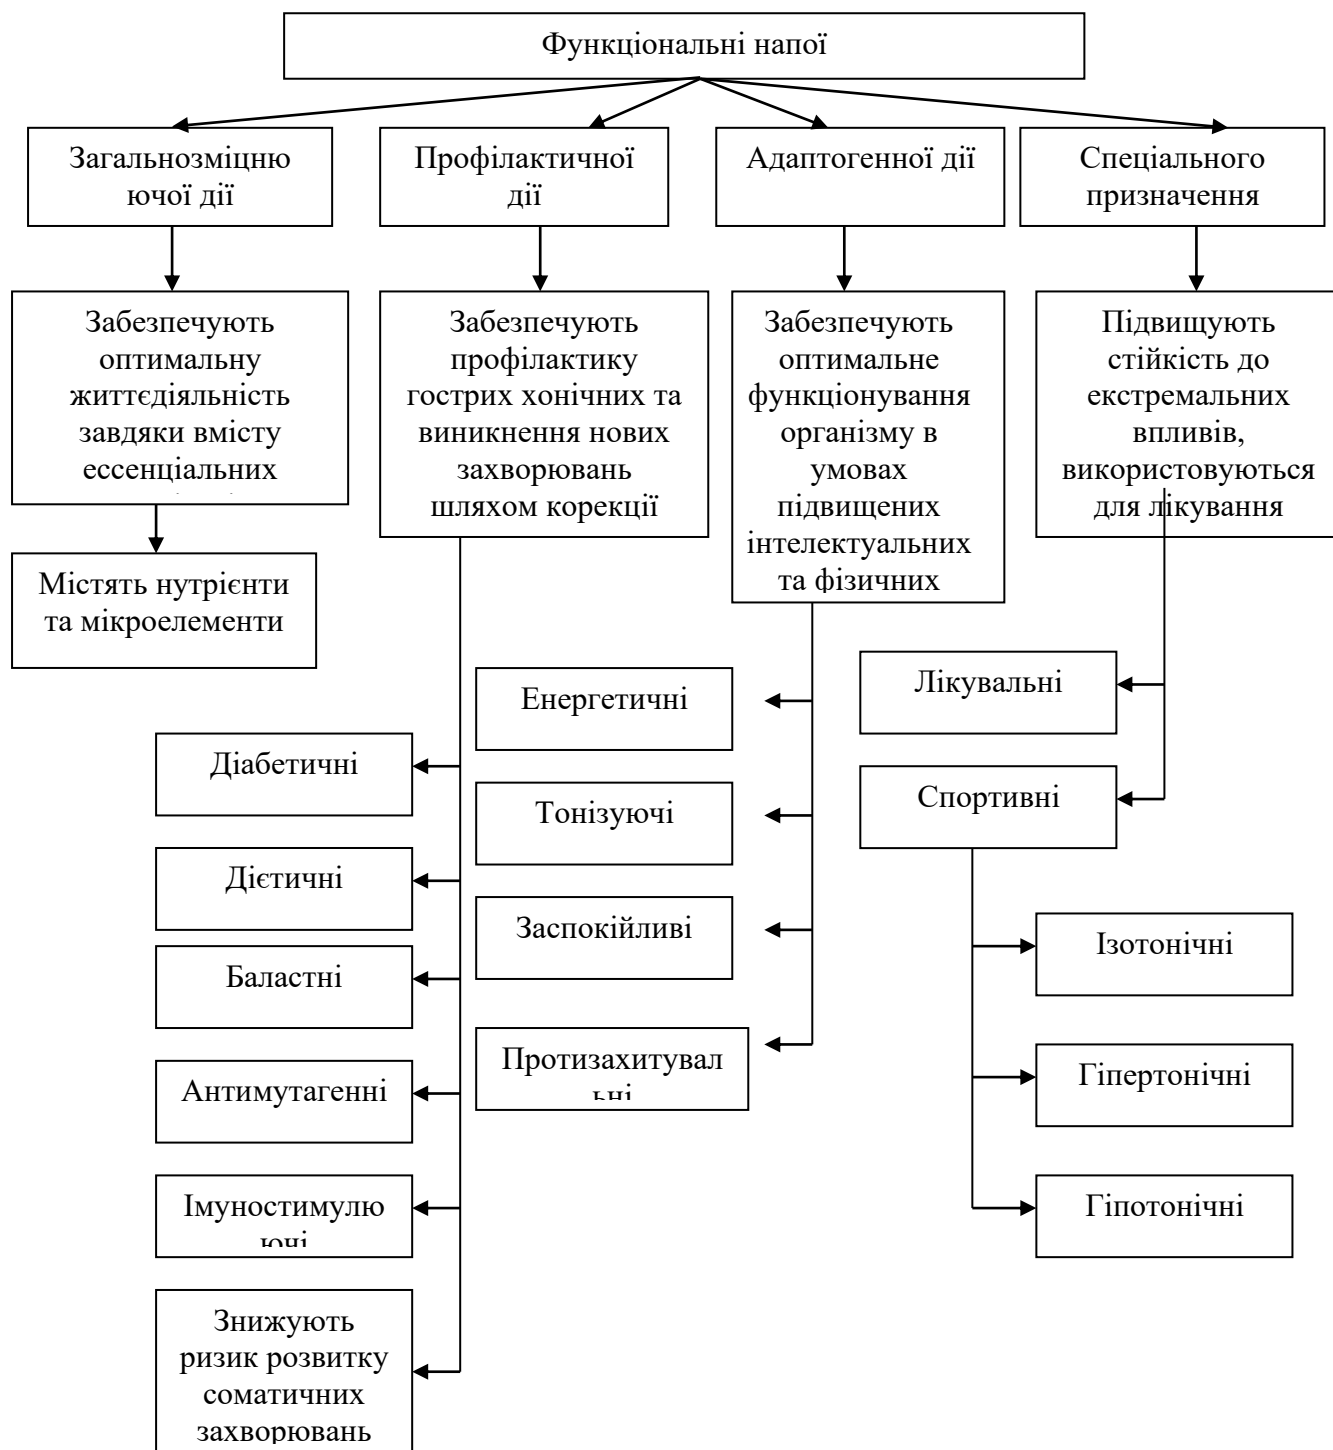 Функціональні напої
Загальнозміцню
ючої дії
Профілактичної
дії
Адаптогенної дії
Спеціального
призначення
Забезпечують
оптимальну
життєдіяльність
завдяки вмісту
ессенціальних
Забезпечують
профілактику
гострих хонічних та
виникнення нових
захворювань
шляхом корекції
Забезпечують
оптимальне
функціонування
організму в
умовах
підвищених
інтелектуальних
та фізичних
Підвищують
стійкість до
екстремальних
впливів,
використовуються
для лікування
Містять нутрієнти
та мікроелементи
Діабетичні
Дієтичні
Баластні
Антимутагенні
Імуностимулю
ючі
Знижують
ризик розвитку
соматичних
захворювань
Енергетичні
Тонізуючі
Заспокійливі
Протизахитувал
ьні
Лікувальні
Спортивні
Ізотонічні
Гіпертонічні
Гіпотонічні